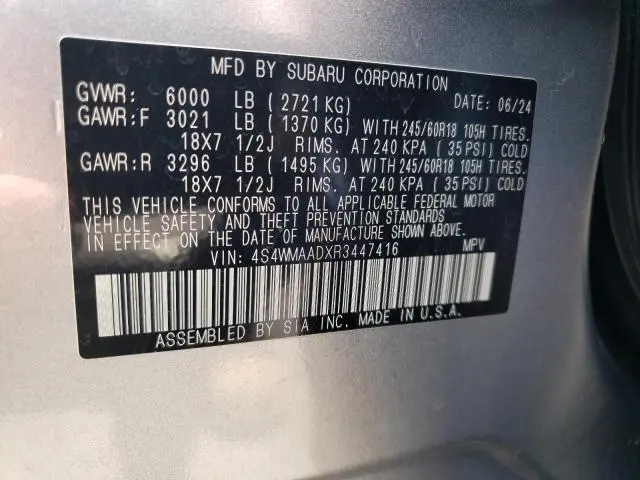 MFD BY SUBARU CORPORATION
GVWR: 6000 LB ( 2721 KG) DATE: 06/24
GAWR:F 3021 LB ( 1370 KG) WITH 245/60R18 105H TIRES.
18X7 1/2J RIMS. AT 240 KPA ( 35 PSI) COLD
GAWR:R 3296 LB ( 1495 KG) WITH 245/60R18 105H TIRES.
18X7 1/2J RIMS. AT 240 KPA ( 35 PSI) COLD
THIS VEHICLE CONFORMS TO ALL APPLICABLE FEDERAL MOTOR
VEHICLE SAFETY AND THEFT PREVENTION STANDARDS
IN EFFECT ON THE DATE OF MANUFACTURE SHOWN ABOVE.
VIN: 4S4WMAADXR3447416 MPV
ASSEMBLED BY SIA INC. MADE IN U.S.A.